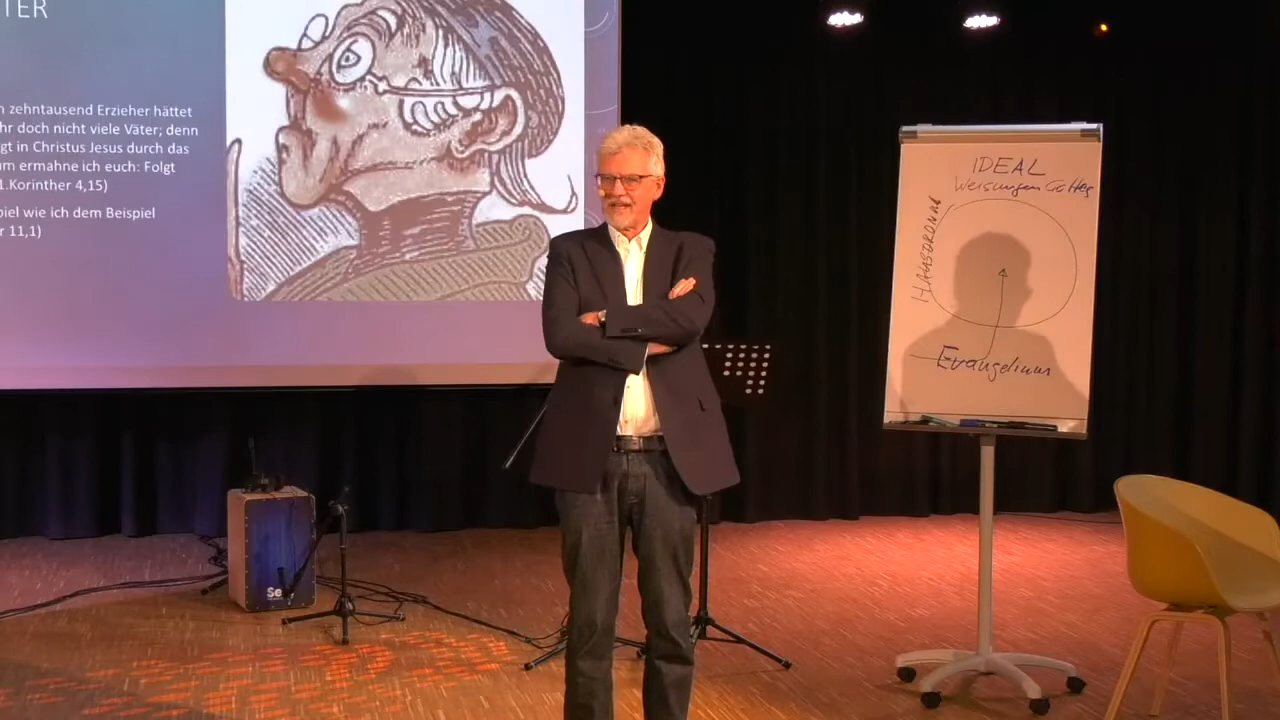 TER
n zehntausend Erzieher hättet
hr doch nicht viele Väter; denn
gt in Christus Jesus durch das
m ermahne ich euch: Folgt
1.Korinther 4,15)
piel wie ich dem Beispiel
r 11,1)
IDEAL
Weisungen Gottes
Evangelium
Se